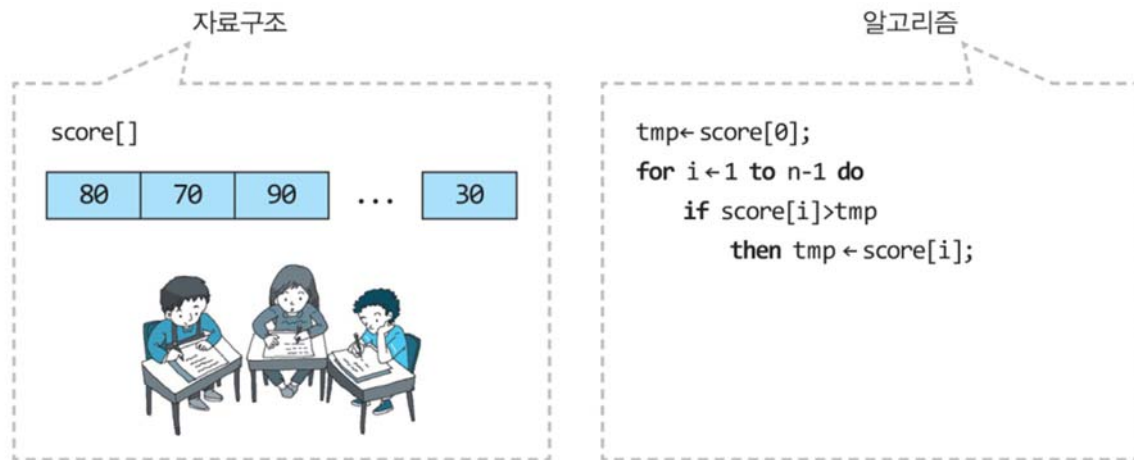 자료구조
score[]
80 70 90 ... 30
알고리즘
tmp←score[0];
for i←1 to n-1 do
if score[i]>tmp
then tmp←score[i];